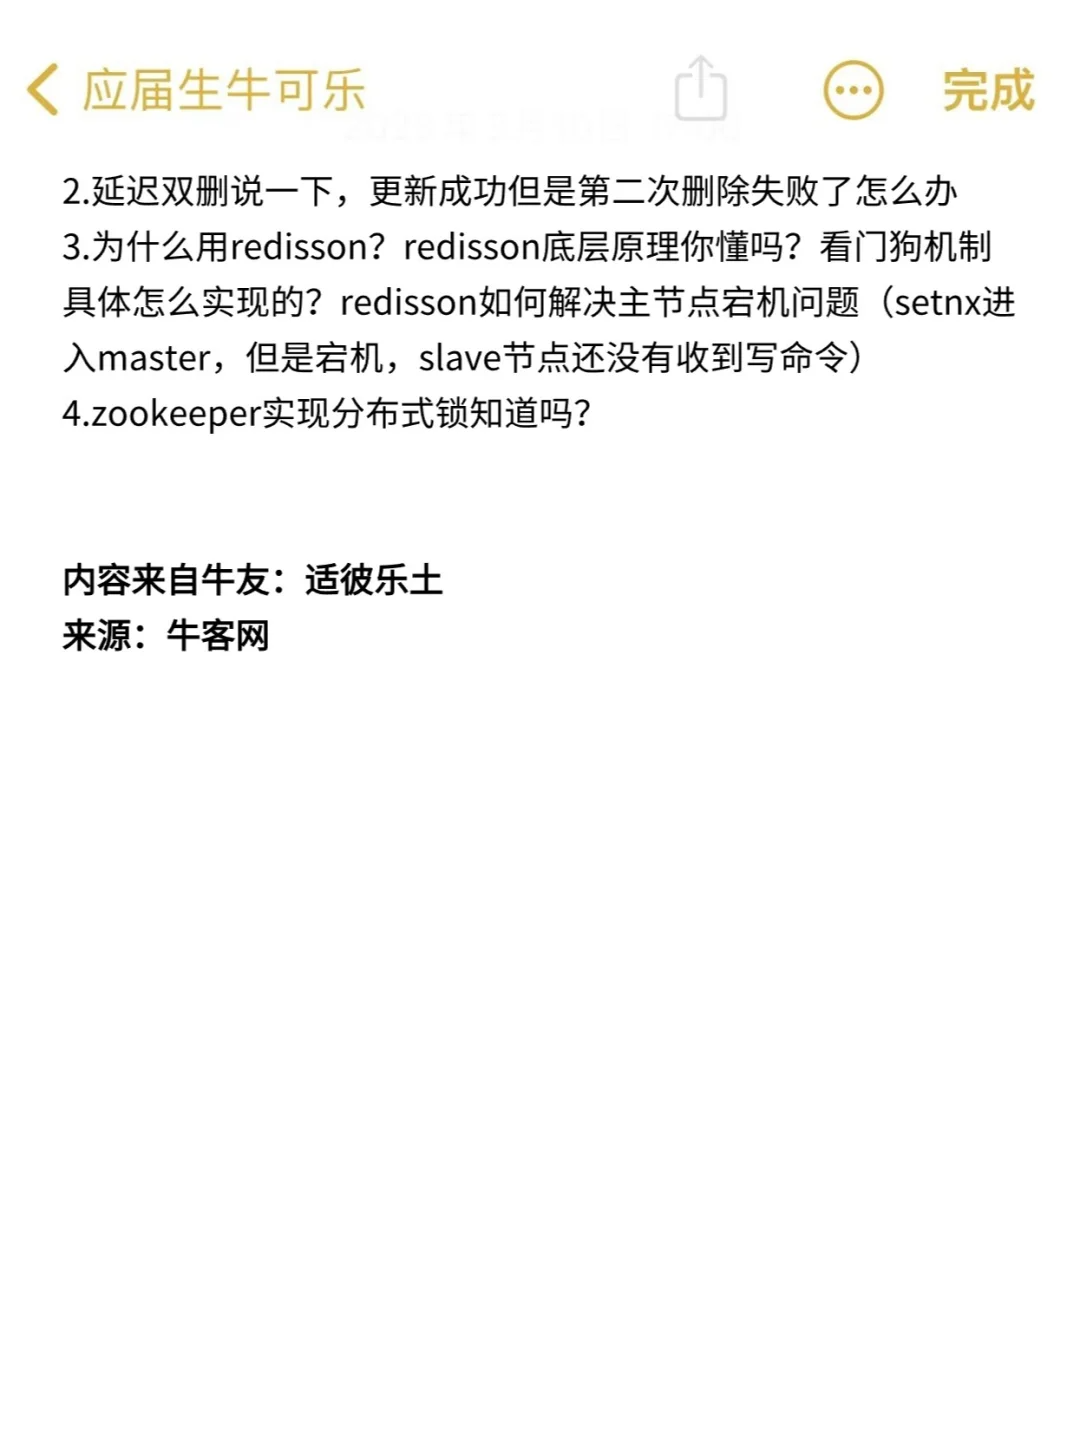 应届生牛可乐
完成
2.延迟双删说一下，更新成功但是第二次删除失败了怎么办
3.为什么用redisson？redisson底层原理你懂吗？看门狗机制
具体怎么实现的？redisson如何解决主节点宕机问题（setnx进
入master，但是宕机，slave节点还没有收到写命令）
4.zookeeper实现分布式锁知道吗？
内容来自牛友：适彼乐土
来源：牛客网